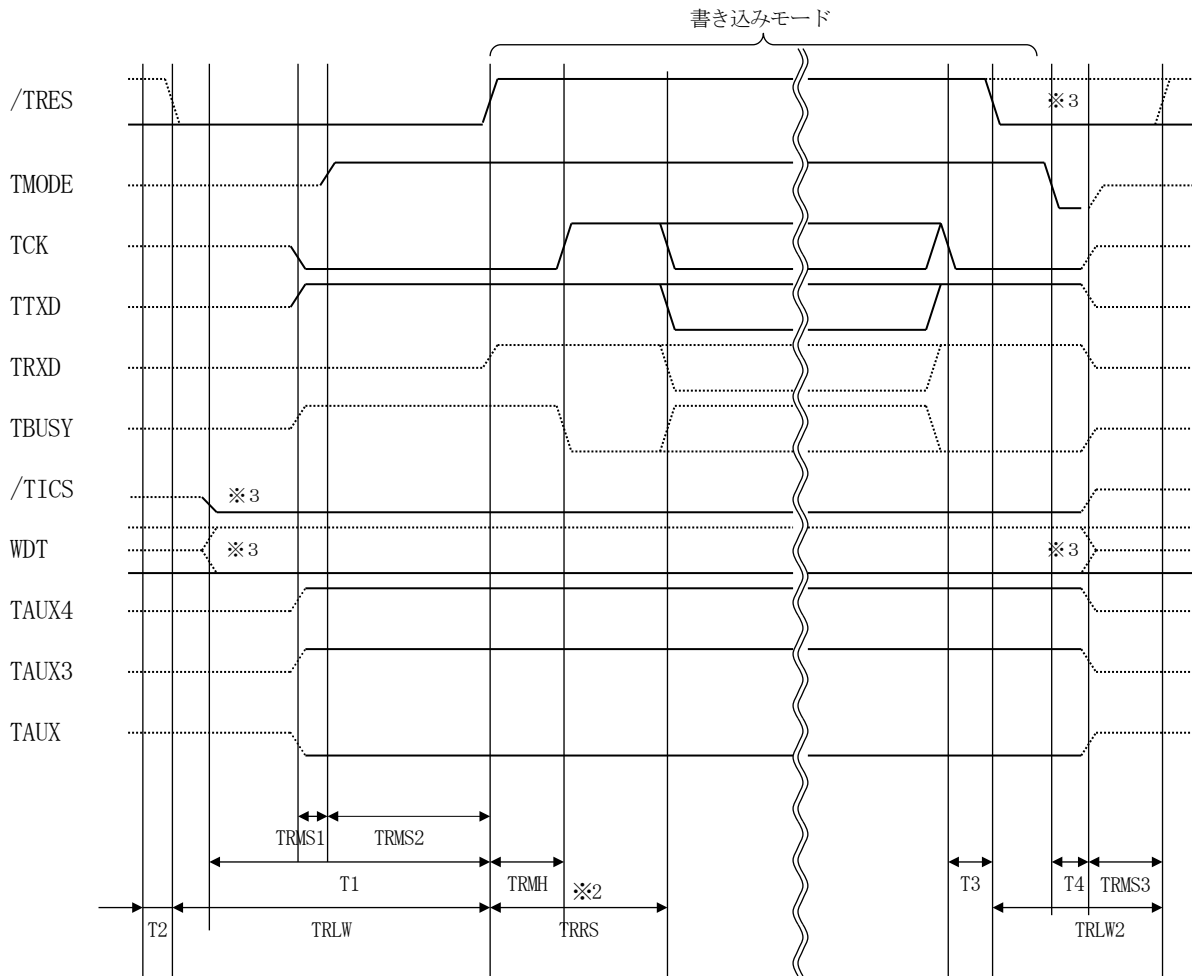 書き込みモード
/TRES
※3
TMODE
TCK
TTXD
TRXD
TBUSY
/TICS
※3
WDT
※3
※3
TAUX4
TAUX3
TAUX
TRMS1
TRMS2
T1
TRMH
T3
T4
TRMS3
※2
T2
TRLW
TRRS
TRLW2